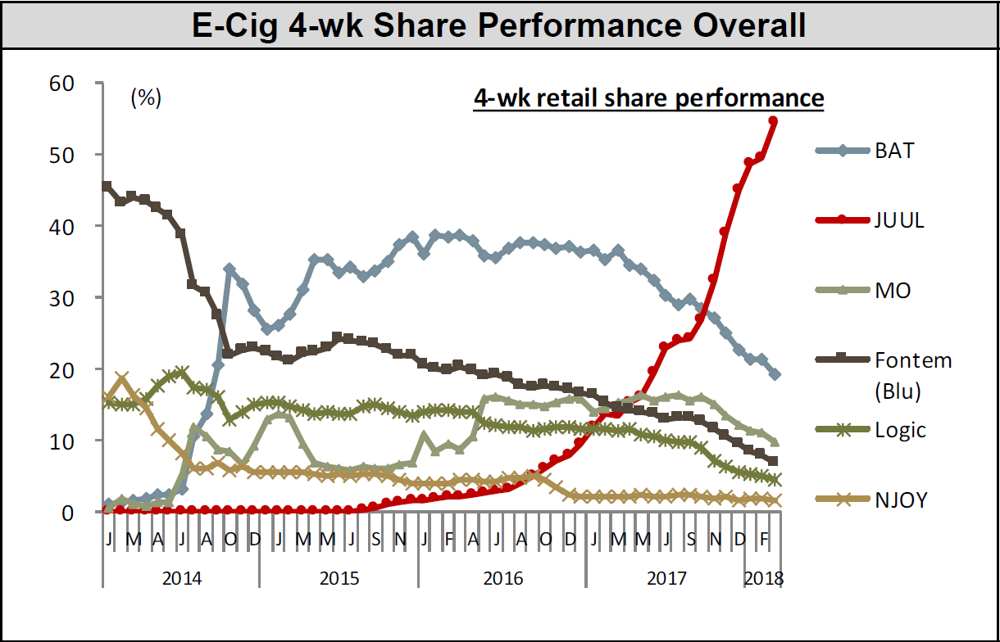 E-Cig 4-wk Share Performance Overall
(%)
4-wk retail share performance
60
50
40
30
20
10
0
BAT
JUUL
MO
Fontem
(Blu)
Logic
NJOY
J M A J A O D J M M J S N J F A J A O D J M M J S N D F
2014 2015 2016 2017 2018